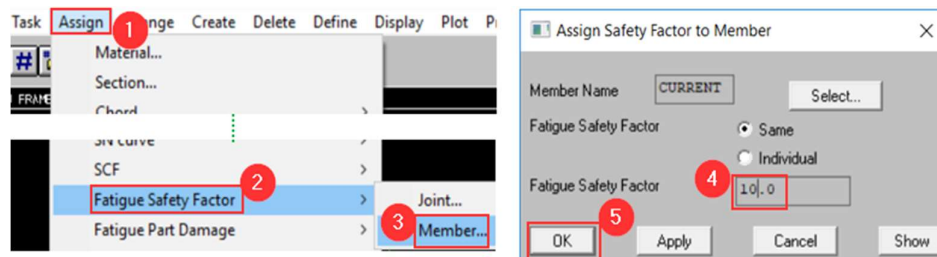 Task Assign nge Create Delete Define Display Plot P
1
Material...
Section...
FRAME
Chord
SN curve
SCF
2
Fatigue Safety Factor
Joint...
3
Member...
Fatigue Part Damage
Assign Safety Factor to Member
Member Name CURRENT Select...
Fatigue Safety Factor Same
Individual
Fatigue Safety Factor 4 10.0
5
OK Apply Cancel Show